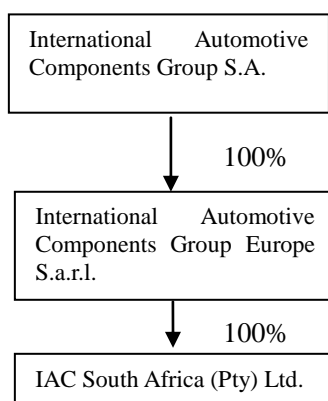 International Automotive
Components Group S.A.
100%
International Automotive
Components Group Europe
S.a.r.l.
100%
IAC South Africa (Pty) Ltd.